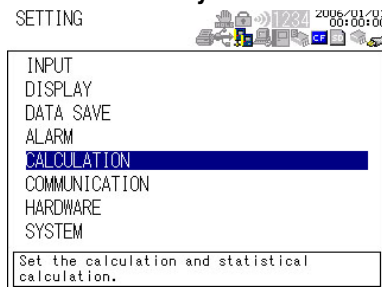 SETTING
1234 2006/01/01
00:00:00
CF SD
INPUT
DISPLAY
DATA SAVE
ALARM
CALCULATION
COMMUNICATION
HARDWARE
SYSTEM
Set the calculation and statistical
calculation.